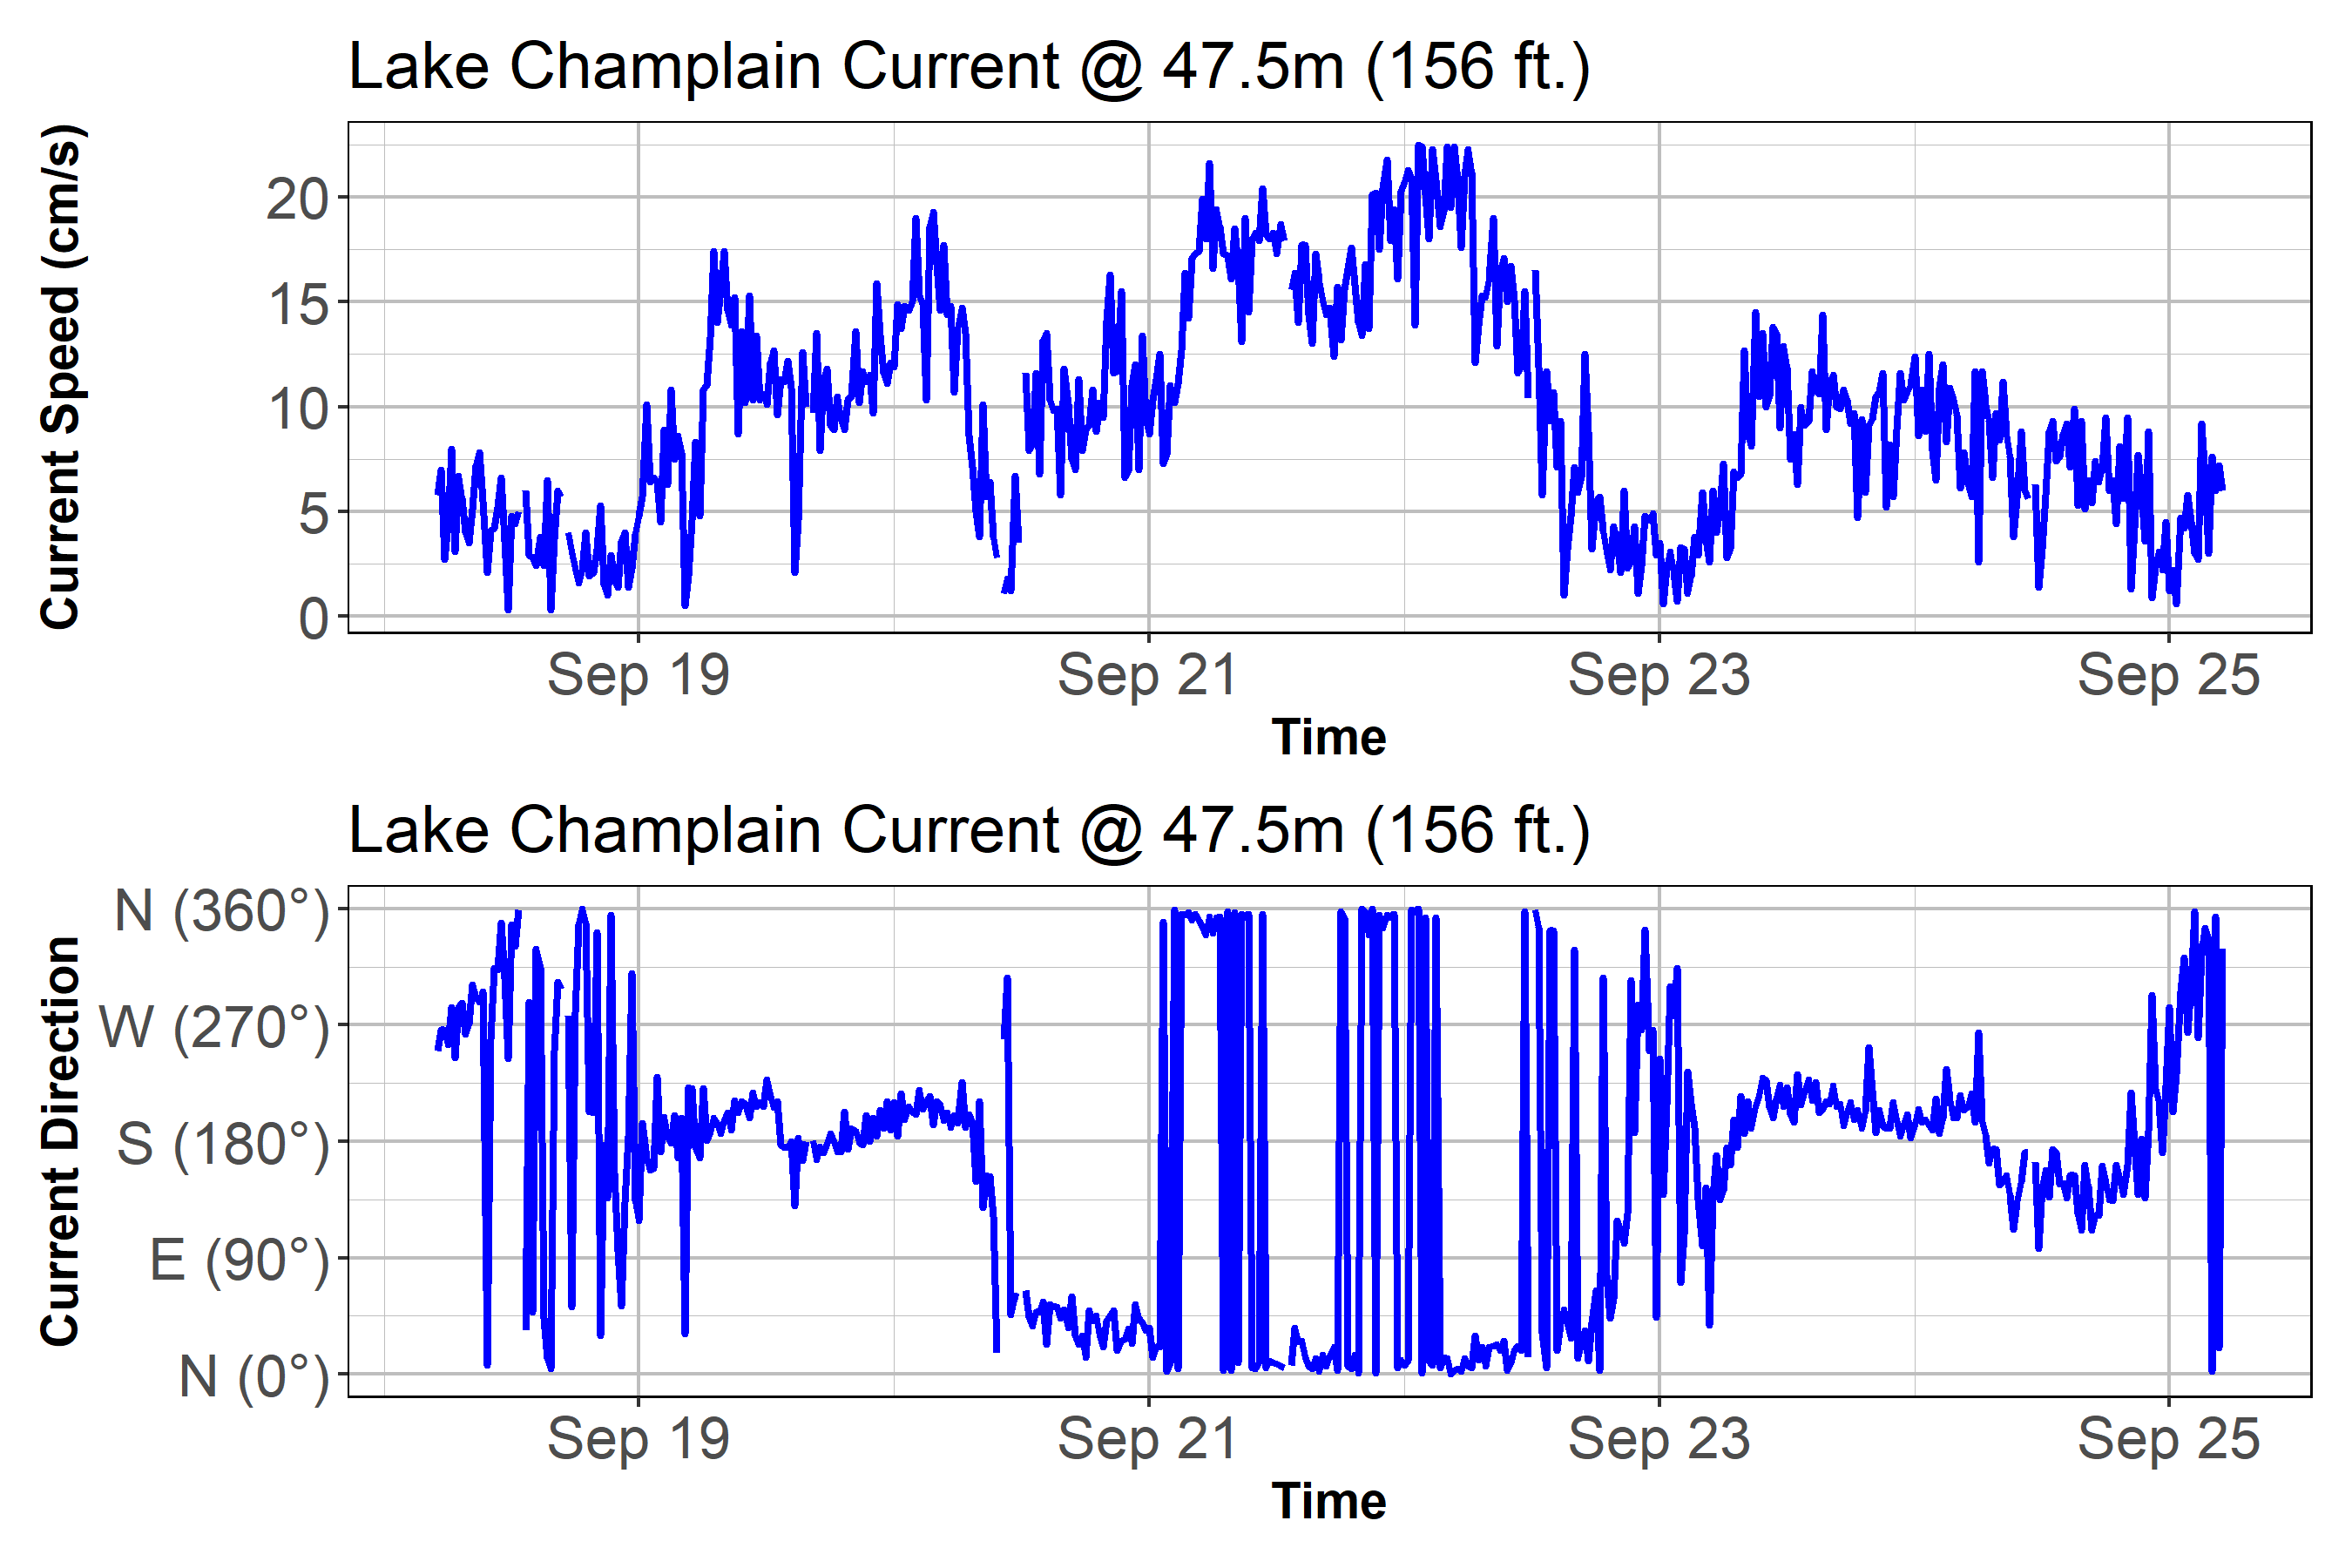 Lake Champlain Current @ 47.5m (156 ft.)
Current Speed (cm/s)
20
15
10
5
0
Sep 19 Sep 21 Sep 23 Sep 25
Time
Lake Champlain Current @ 47.5m (156 ft.)
Current Direction
N (360°)
W (270°)
S (180°)
E (90°)
N (0°)
Sep 19 Sep 21 Sep 23 Sep 25
Time